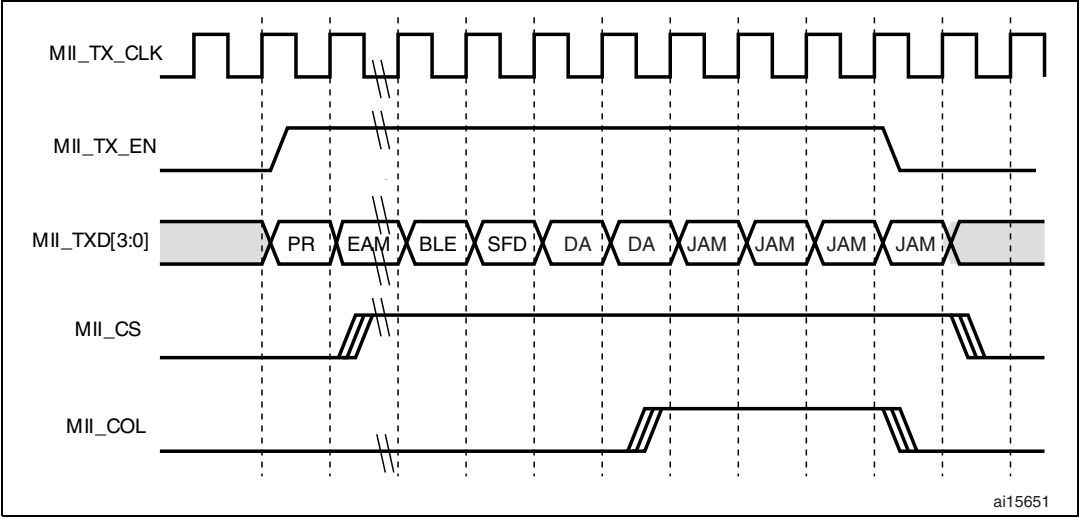 MII_TX_CLK
MII_TX_EN
MII_TXD[3:0] PR EAM BLE SFD DA DA JAM JAM JAM JAM
MII_CS
MII_COL
ai15651